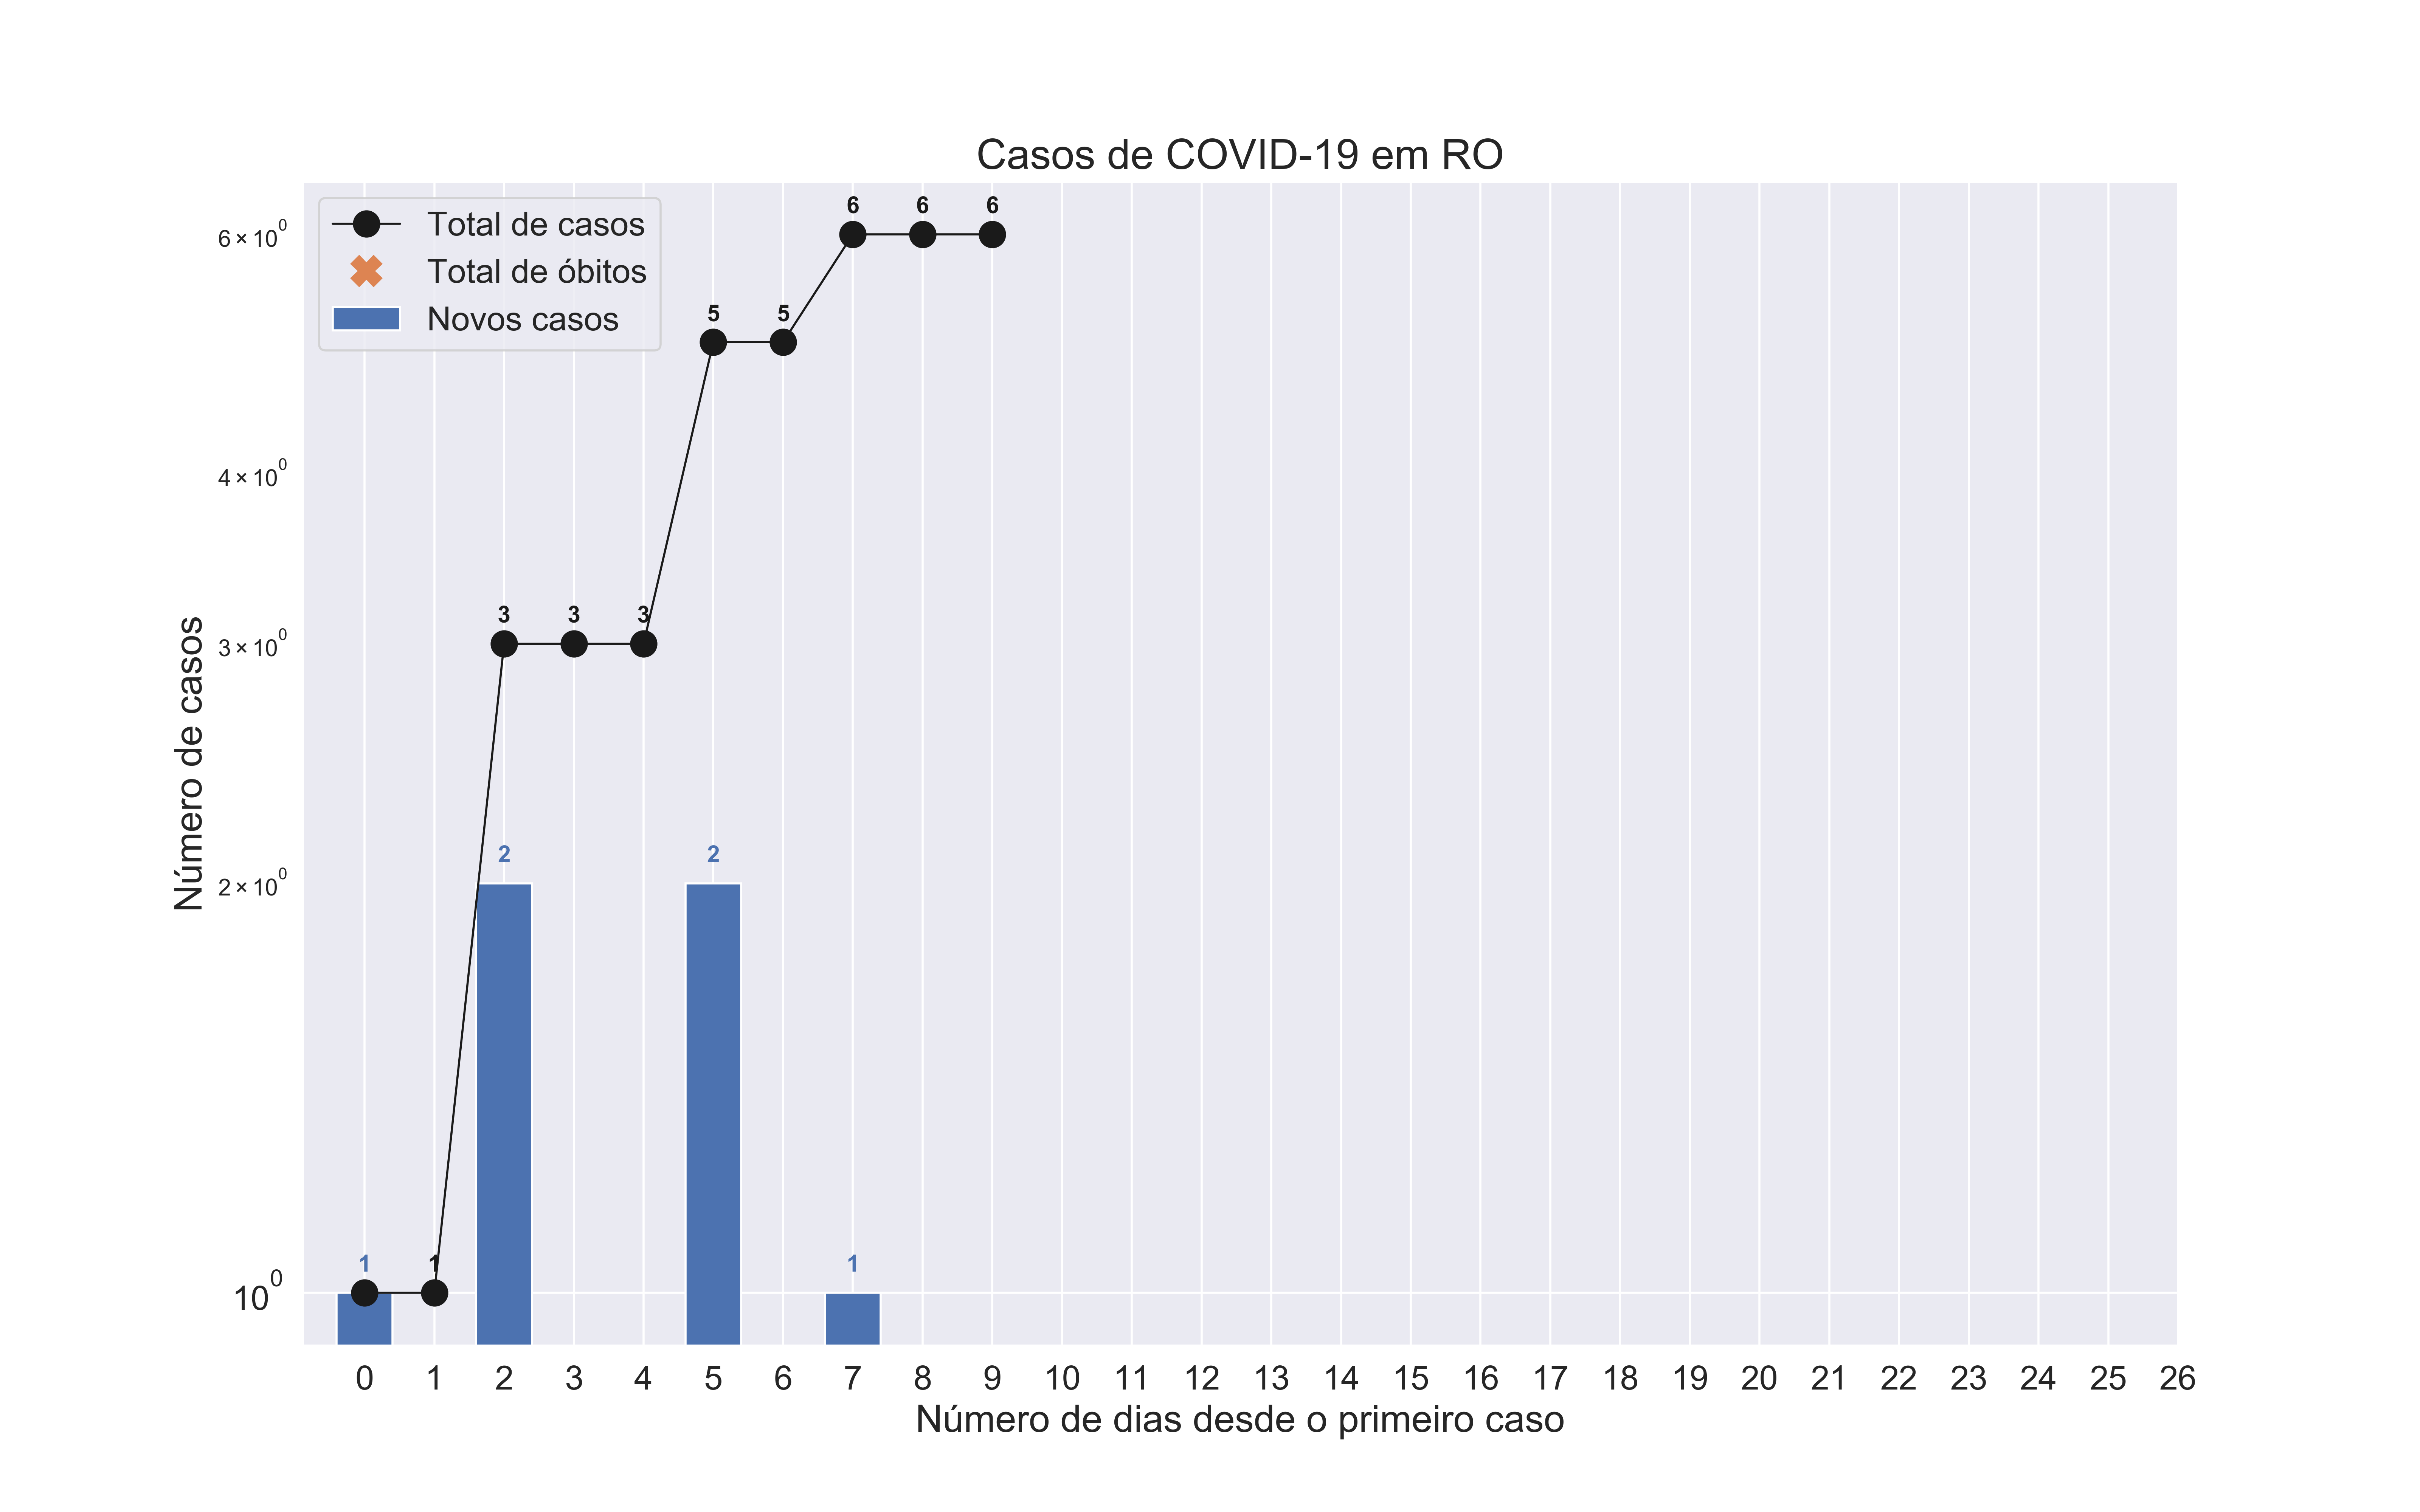 Casos de COVID-19 em RO
Total de casos
Total de óbitos
Novos casos
6 × 10⁰
4 × 10⁰
3 × 10⁰
2 × 10⁰
10⁰
Número de casos
6 6 6
5 5
3 3 3
2 2
1 1 1
0 1 2 3 4 5 6 7 8 9 10 11 12 13 14 15 16 17 18 19 20 21 22 23 24 25 26
Número de dias desde o primeiro caso